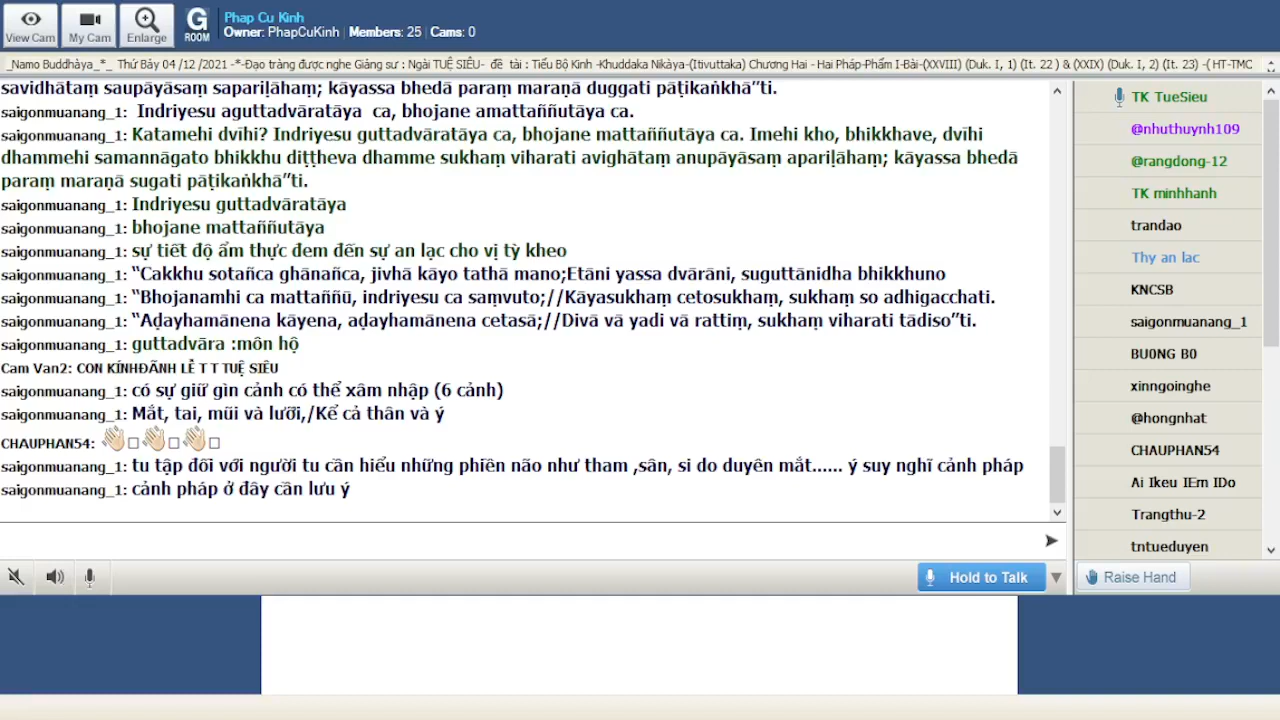 View Cam
My Cam
Enlarge
G
ROOM
Phap Cu Kinh
Owner: PhapCuKinh | Members: 25 | Cams: 0
_Namo Buddhàya_*_ Thứ Bảy 04 /12 /2021 -*-Đạo tràng được nghe Giảng sư : Ngài TUỆ SIÊU- đề tài : Tiểu Bộ Kinh -Khuddaka Nikàya-(Itivuttaka) Chương Hai - Hai Pháp-Phẩm I-Bài-(XXVIII) (Duk. I, 1) (It. 22 ) & (XXIX) (Duk. I, 2) (It. 23) -( HT-TMC
savidhātaṃ saupāyāsaṃ sapariḷāhaṃ; kāyassa bhedā paraṃ maraṇā duggati pāṭikaṅkhā”ti.
saigonmuanang_1: Indriyesu aguttadvāratāya ca, bhojane amattaññutāya ca.
saigonmuanang_1: Katamehi dvīhi? Indriyesu guttadvāratāya ca, bhojane mattaññutāya ca. Imehi kho, bhikkhave, dvīhi
dhammehi samannāgato bhikkhu diṭṭheva dhamme sukhaṃ viharati avighātaṃ anupāyāsaṃ apariḷāhaṃ; kāyassa bhedā
paraṃ maraṇā sugati pāṭikaṅkhā”ti.
saigonmuanang_1: Indriyesu guttadvāratāya
saigonmuanang_1: bhojane mattaññutāya
saigonmuanang_1: sự tiết độ ẩm thực đem đến sự an lạc cho vị tỳ kheo
saigonmuanang_1: “Cakkhu sotañca ghānañca, jivhā kāyo tathā mano;Etāni yassa dvārāni, suguttānidha bhikkhuno
saigonmuanang_1: “Bhojanamhi ca mattaññū, indriyesu ca saṃvuto;//Kāyasukhaṃ cetosukhaṃ, sukhaṃ so adhigacchati.
saigonmuanang_1: “Aḍayhamānena kāyena, aḍayhamānena cetasā;//Divā vā yadi vā rattiṃ, sukhaṃ viharati tādiso”ti.
saigonmuanang_1: guttadvāra :môn hộ
Cam Van2: CON KÍNHĐÃNH LỄ T T TUỆ SIÊU
saigonmuanang_1: có sự giữ gìn cảnh có thể xâm nhập (6 cảnh)
saigonmuanang_1: Mắt, tai, mũi và lưỡi,/Kể cả thân và ý
CHAUPHAN54:
saigonmuanang_1: tu tập đối với người tu cần hiểu những phiền não như tham ,sân, si do duyên mắt...... ý suy nghĩ cảnh pháp
saigonmuanang_1: cảnh pháp ở đây cần lưu ý
Hold to Talk
TK TueSieu
@nhuthuynh109
@rangdong-12
TK minhhanh
trandao
Thy an lac
KNCSB
saigonmuanang_1
BU0NG B0
xinngoinghe
@hongnhat
CHAUPHAN54
Ai Ikeu IEm IDo
Trangthu-2
tntueduyen
Raise Hand